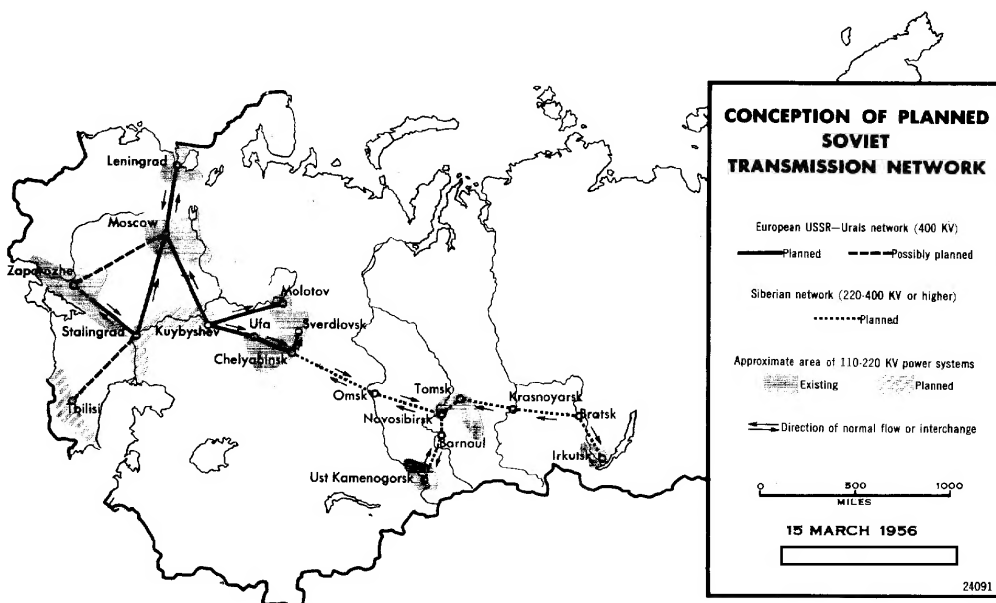 Leningrad
Moscow
Zaporozhe
Molotov
Stalingrad
Kuybyshev
Ufa
Sverdlovsk
Chelyabinsk
Tbilisi
Omsk
Tomsk
Krasnoyarsk
Novosibirsk
Bratsk
Barnaul
Irkutsk
Ust Kamenogorsk
CONCEPTION OF PLANNED
SOVIET
TRANSMISSION NETWORK
European USSR—Urals network (400 KV)
Planned Possibly planned
Siberian network (220-400 KV or higher)
Planned
Approximate area of 110-220 KV power systems
Existing Planned
Direction of normal flow or interchange
0 500 1000
MILES
15 MARCH 1956
24091